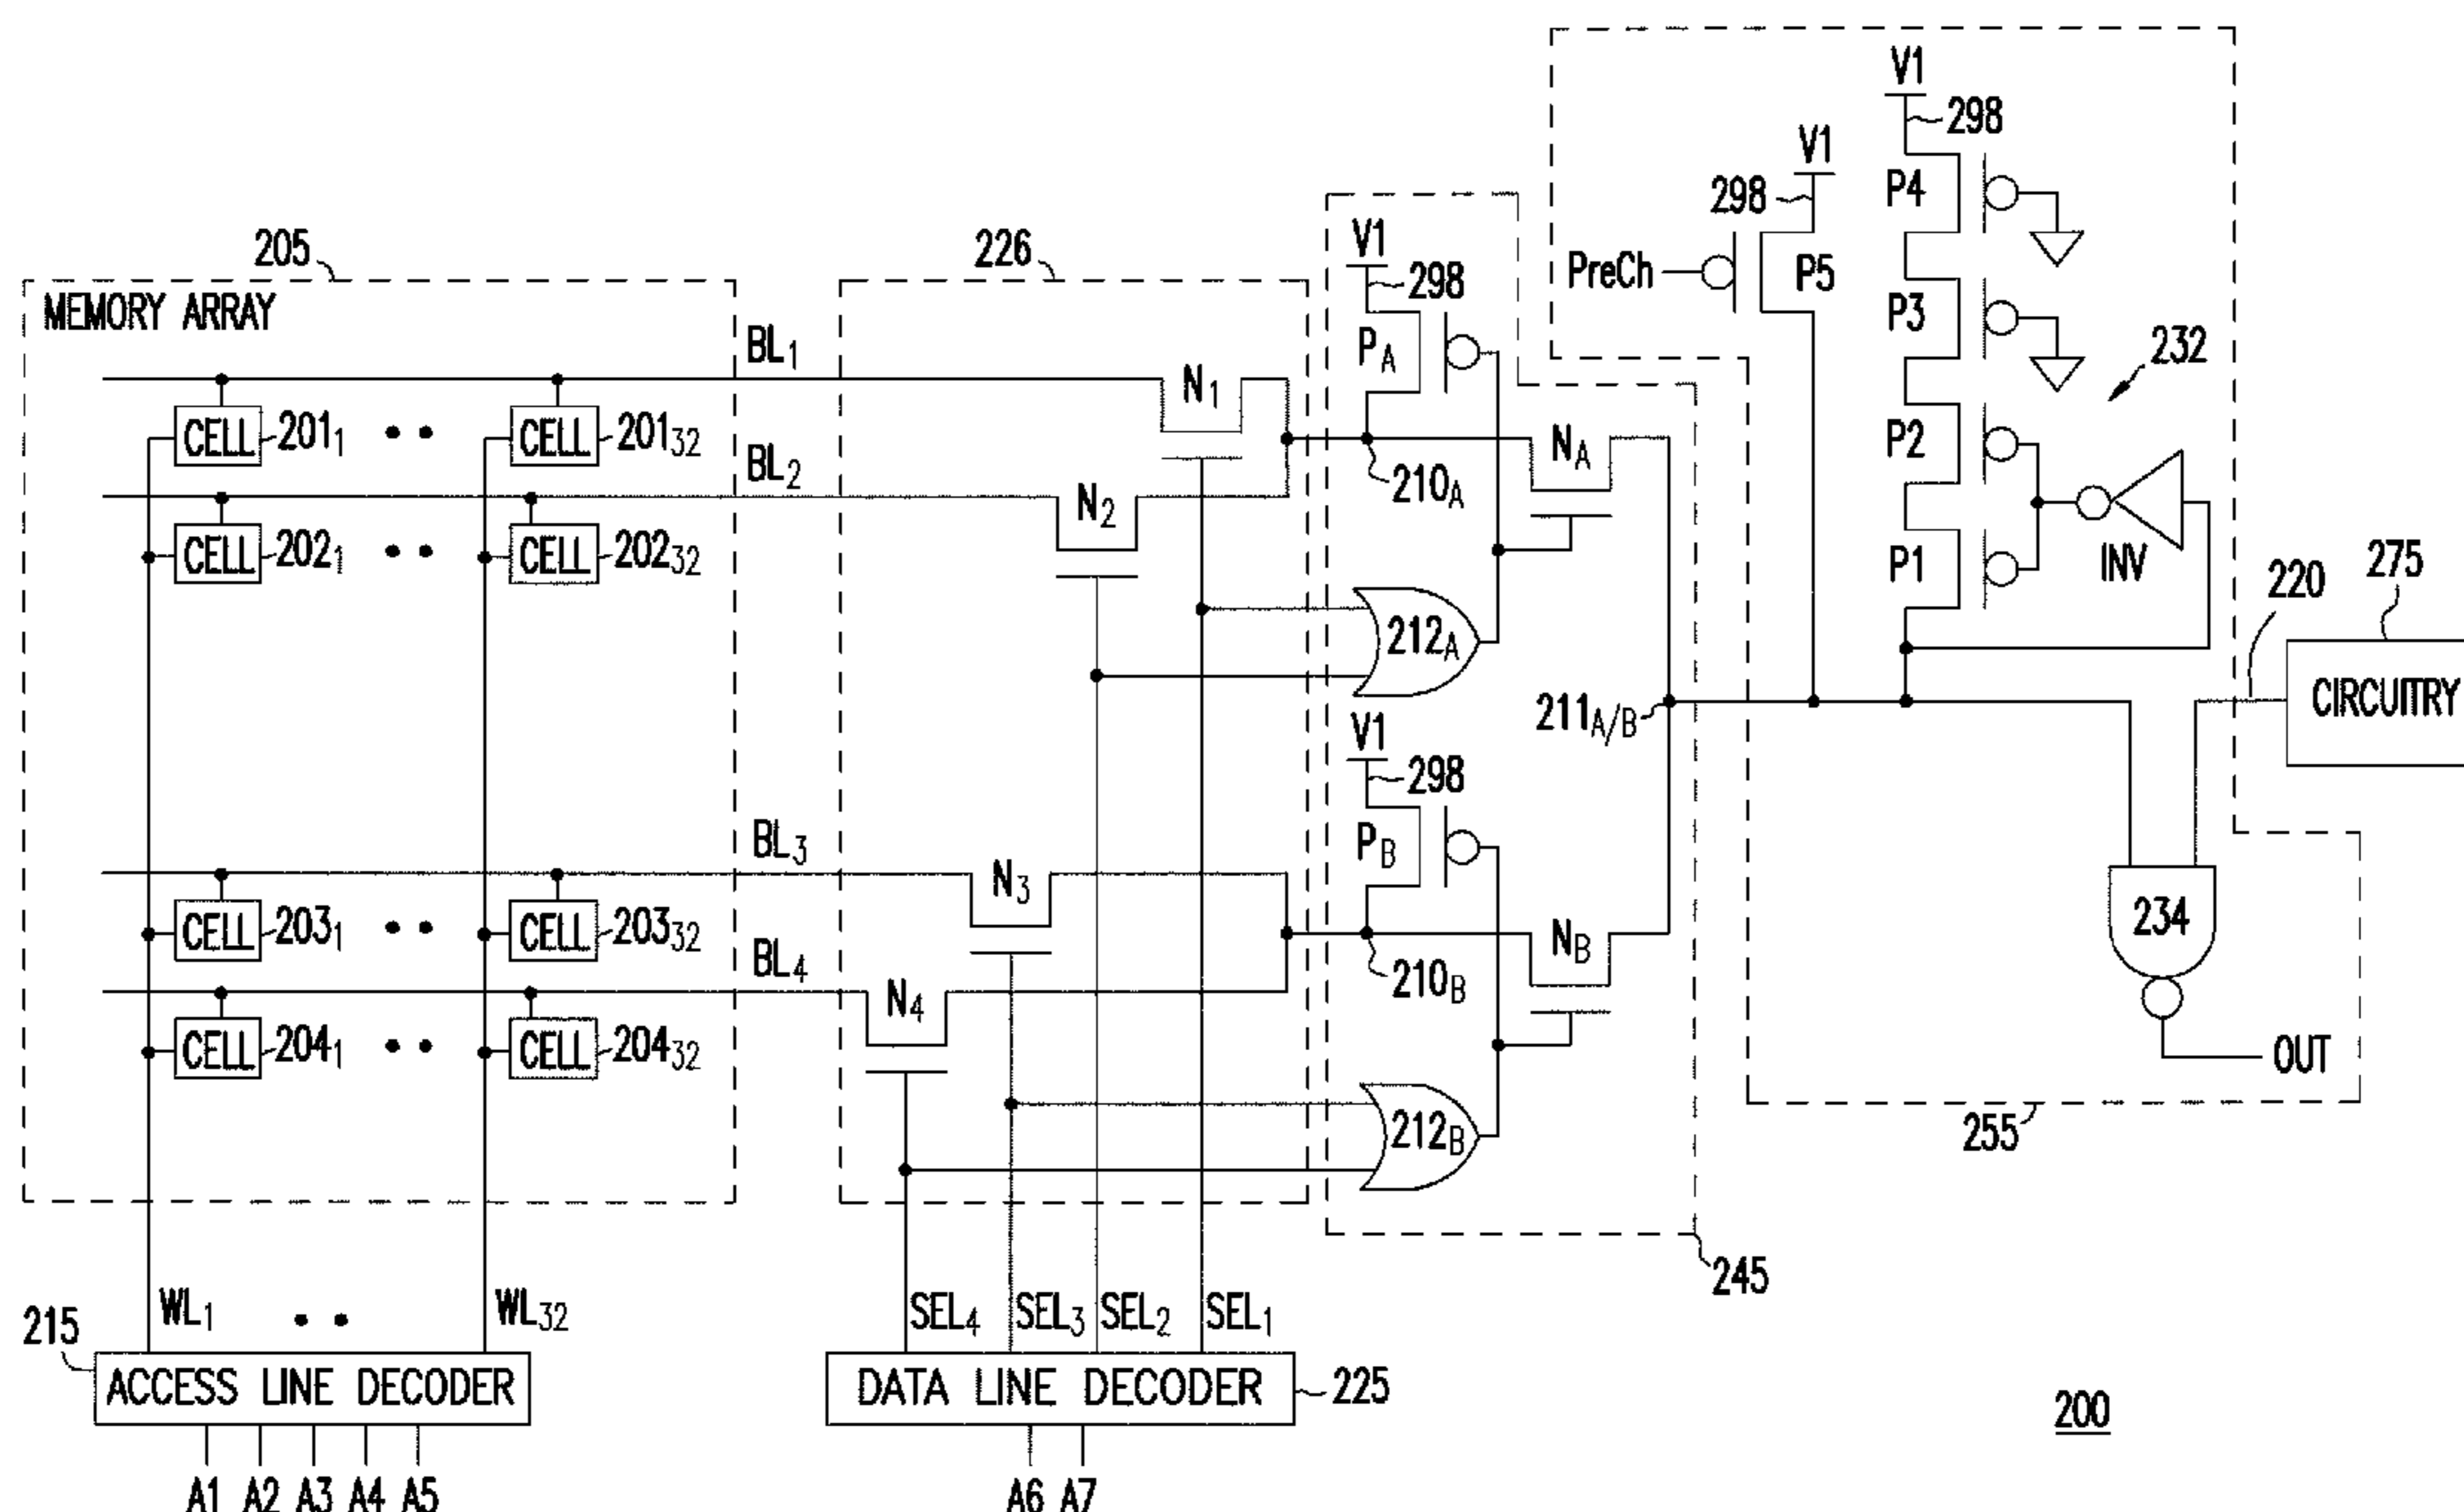 V1
298
V1
298
P4
PreCh
P5
P3
232
P2
P1
INV
205
226
V1
298
MEMORY ARRAY
BL1
N1
PA
CELL 2011 •• CELL 20132
BL2
N2
210A
NA
CELL 2021 •• CELL 20232
212A
220
275
CIRCUITRY
211A/B
V1
298
BL3
N3
PB
CELL 2031 •• CELL 20332
BL4
N4
210B
NB
234
CELL 2041 •• CELL 20432
OUT
212B
255
245
215
WL1 •• WL32
SEL4 SEL3 SEL2 SEL1
ACCESS LINE DECODER
DATA LINE DECODER
225
200
A1 A2 A3 A4 A5
A6 A7